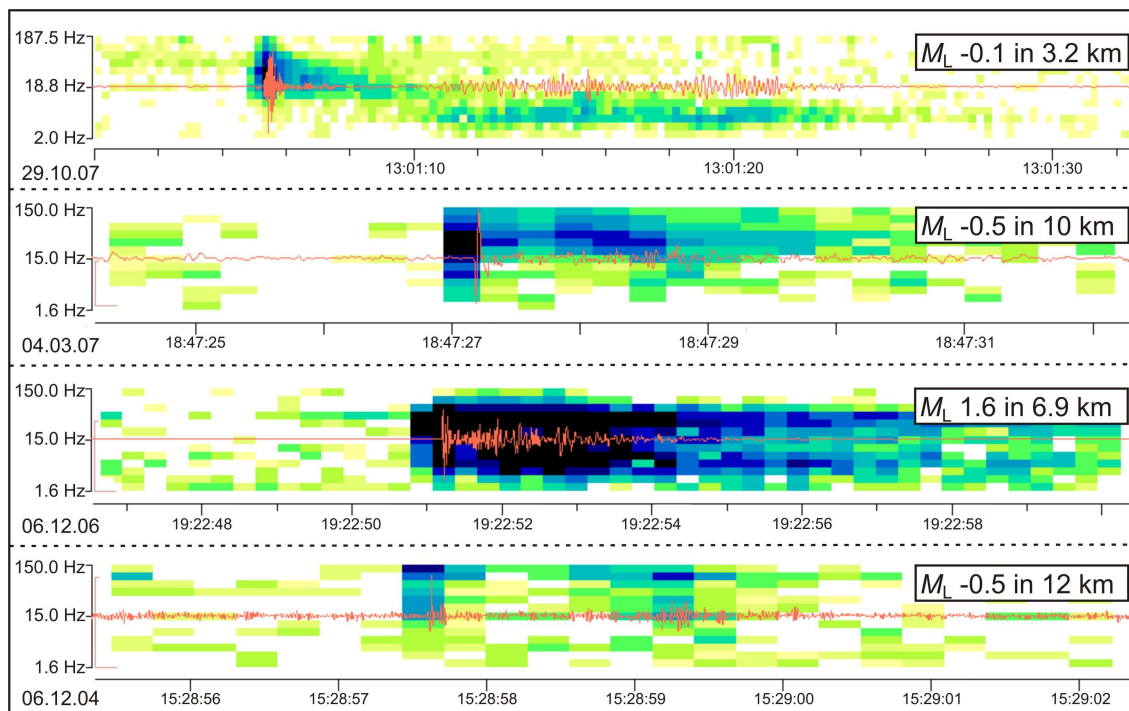 187.5 Hz
M_L -0.1 in 3.2 km
18.8 Hz
2.0 Hz
29.10.07 13:01:10 13:01:20 13:01:30
150.0 Hz
M_L -0.5 in 10 km
15.0 Hz
1.6 Hz
04.03.07 18:47:25 18:47:27 18:47:29 18:47:31
150.0 Hz
M_L 1.6 in 6.9 km
15.0 Hz
1.6 Hz
06.12.06 19:22:48 19:22:50 19:22:52 19:22:54 19:22:56 19:22:58
150.0 Hz
M_L -0.5 in 12 km
15.0 Hz
1.6 Hz
06.12.04 15:28:56 15:28:57 15:28:58 15:28:59 15:29:00 15:29:01 15:29:02